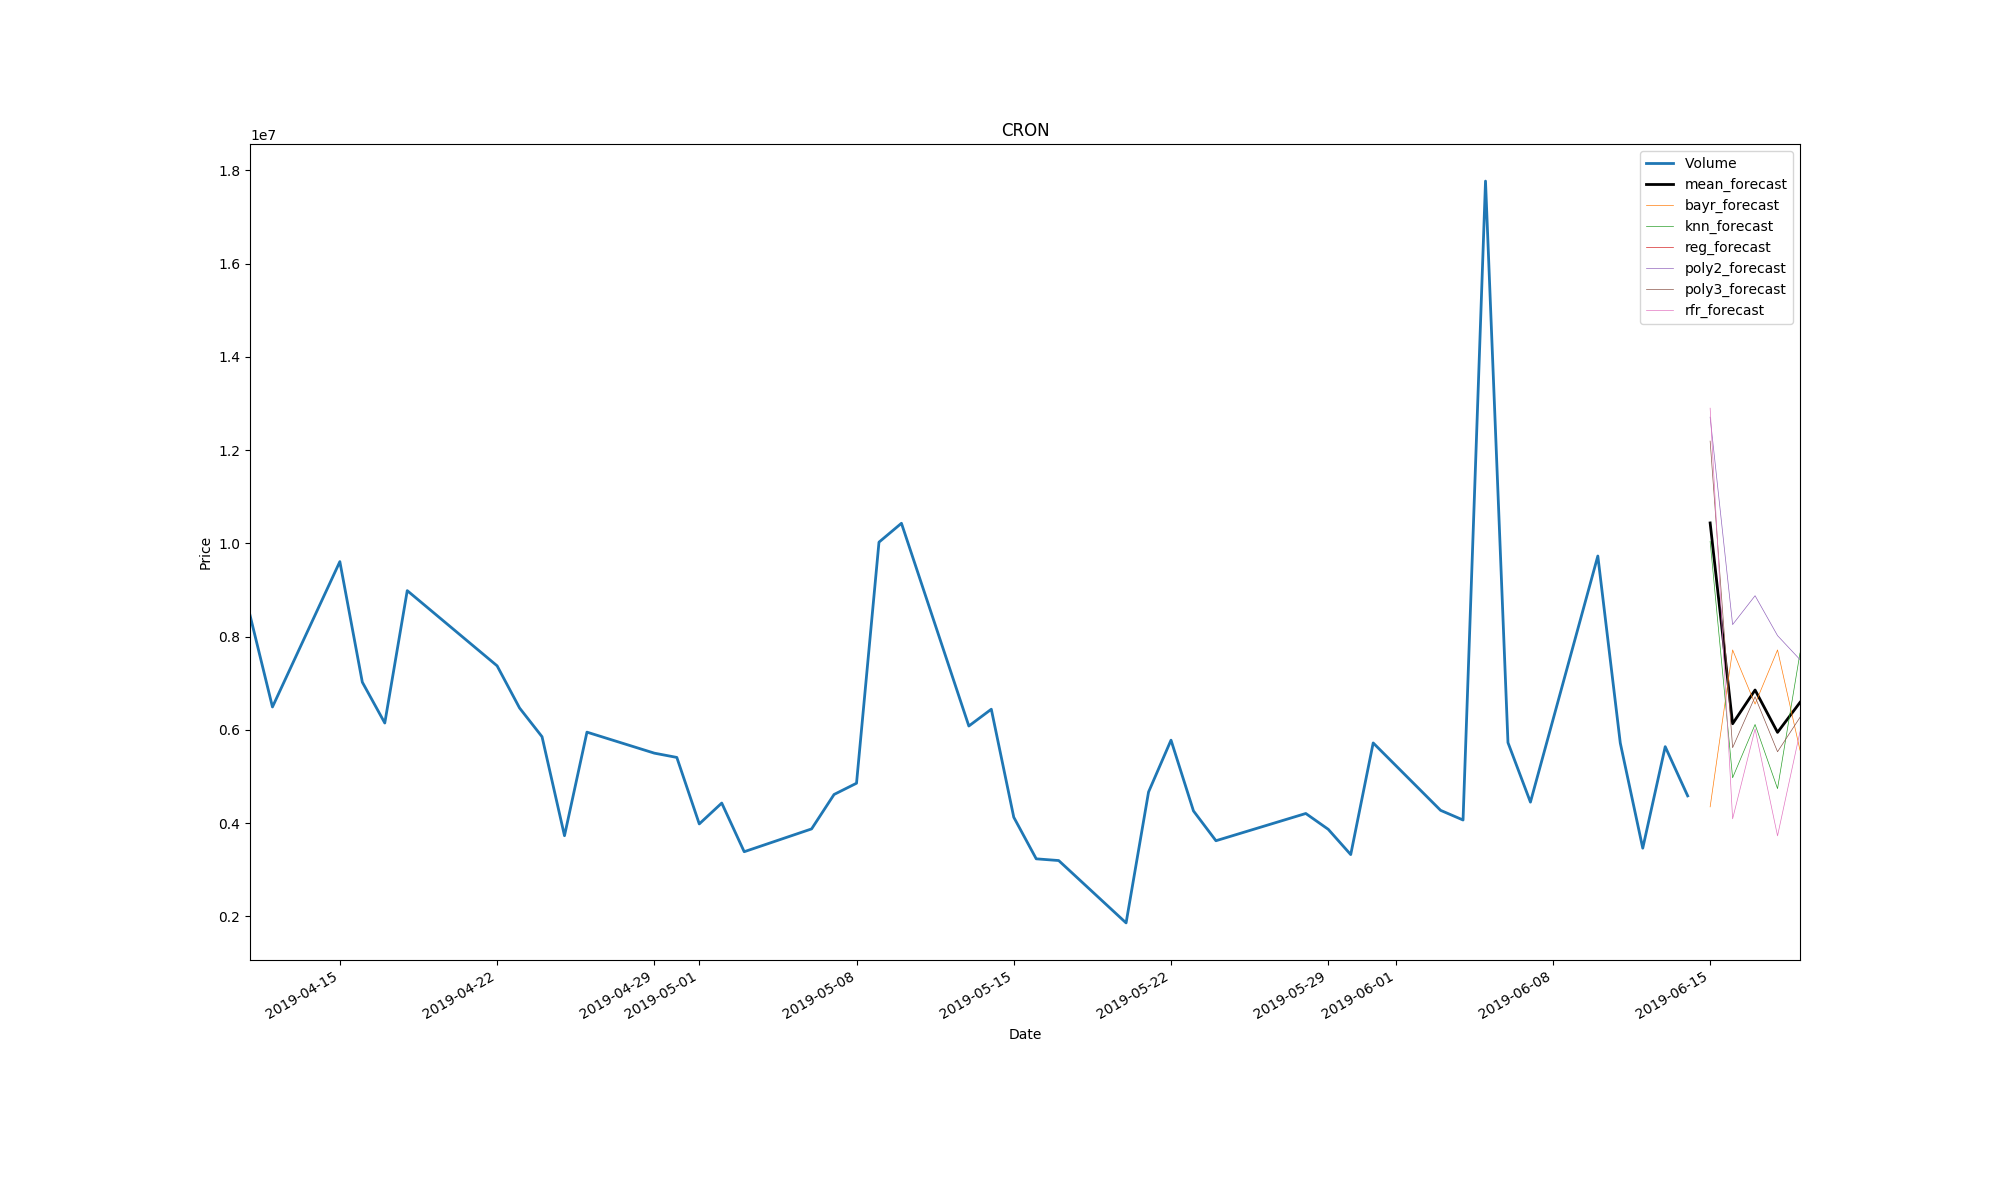 CRON
1e7
Volume
mean_forecast
bayr_forecast
knn_forecast
reg_forecast
poly2_forecast
poly3_forecast
rfr_forecast
1.8
1.6
1.4
1.2
1.0
0.8
0.6
0.4
0.2
Price
2019-04-15
2019-04-22
2019-04-29
2019-05-01
2019-05-08
2019-05-15
2019-05-22
2019-05-29
2019-06-01
2019-06-08
2019-06-15
Date